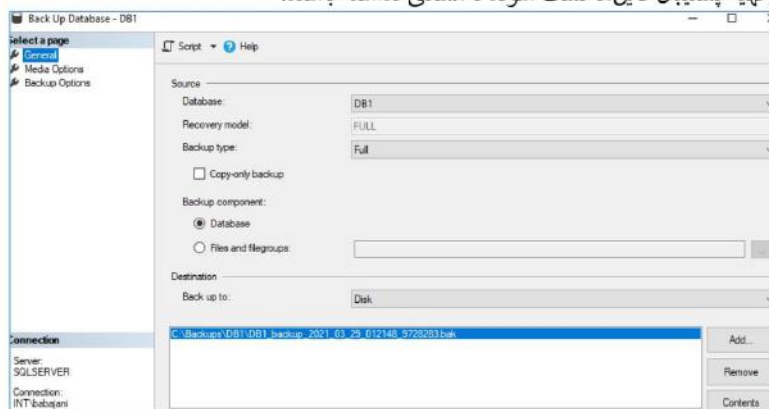 Back Up Database - DB1
Select a page
General
Media Options
Backup Options
Script
Help
Source
Database:
DB1
Recovery model:
FULL
Backup type:
Full
Copy-only backup
Backup component:
Database
Files and filegroups:
...
Destination
Back up to:
Disk
C:\Backups\DB1\DB1_backup_2021_03_29_012148_9728283.bak
Add...
Remove
Contents
Connection
Server:
SQLSERVER
Connection:
INT\babajani